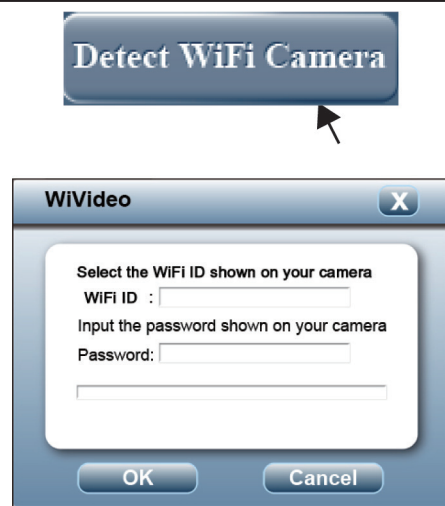 Detect WiFi Camera
WiVideo X
Select the WiFi ID shown on your camera
WiFi ID :
Input the password shown on your camera
Password:
OK Cancel